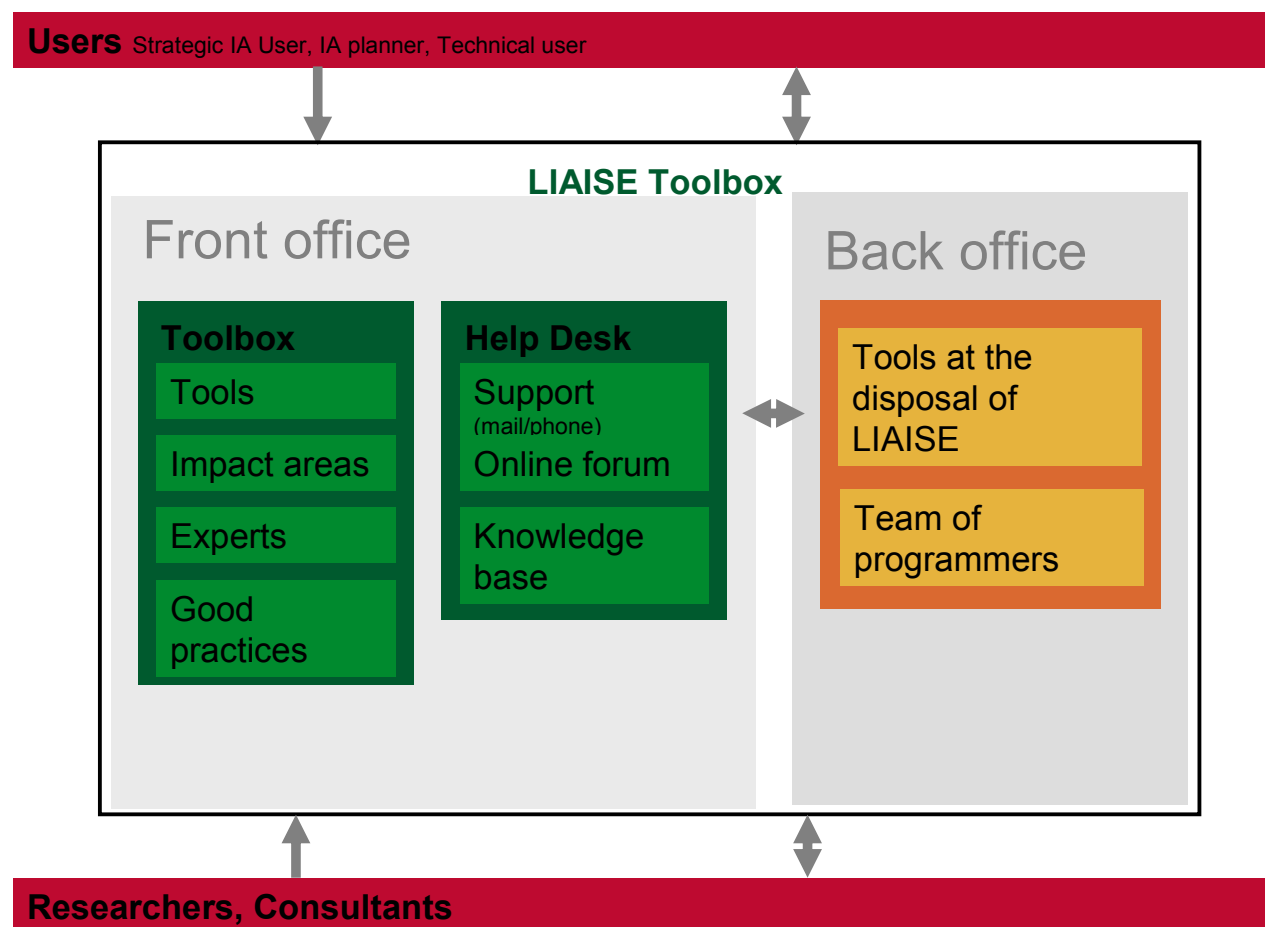 Users Strategic IA User, IA planner, Technical user
LIAISE Toolbox
Front office
Toolbox
Tools
Impact areas
Experts
Good
practices
Help Desk
Support
(mail/phone)
Online forum
Knowledge
base
Back office
Tools at the
disposal of
LIAISE
Team of
programmers
Researchers, Consultants